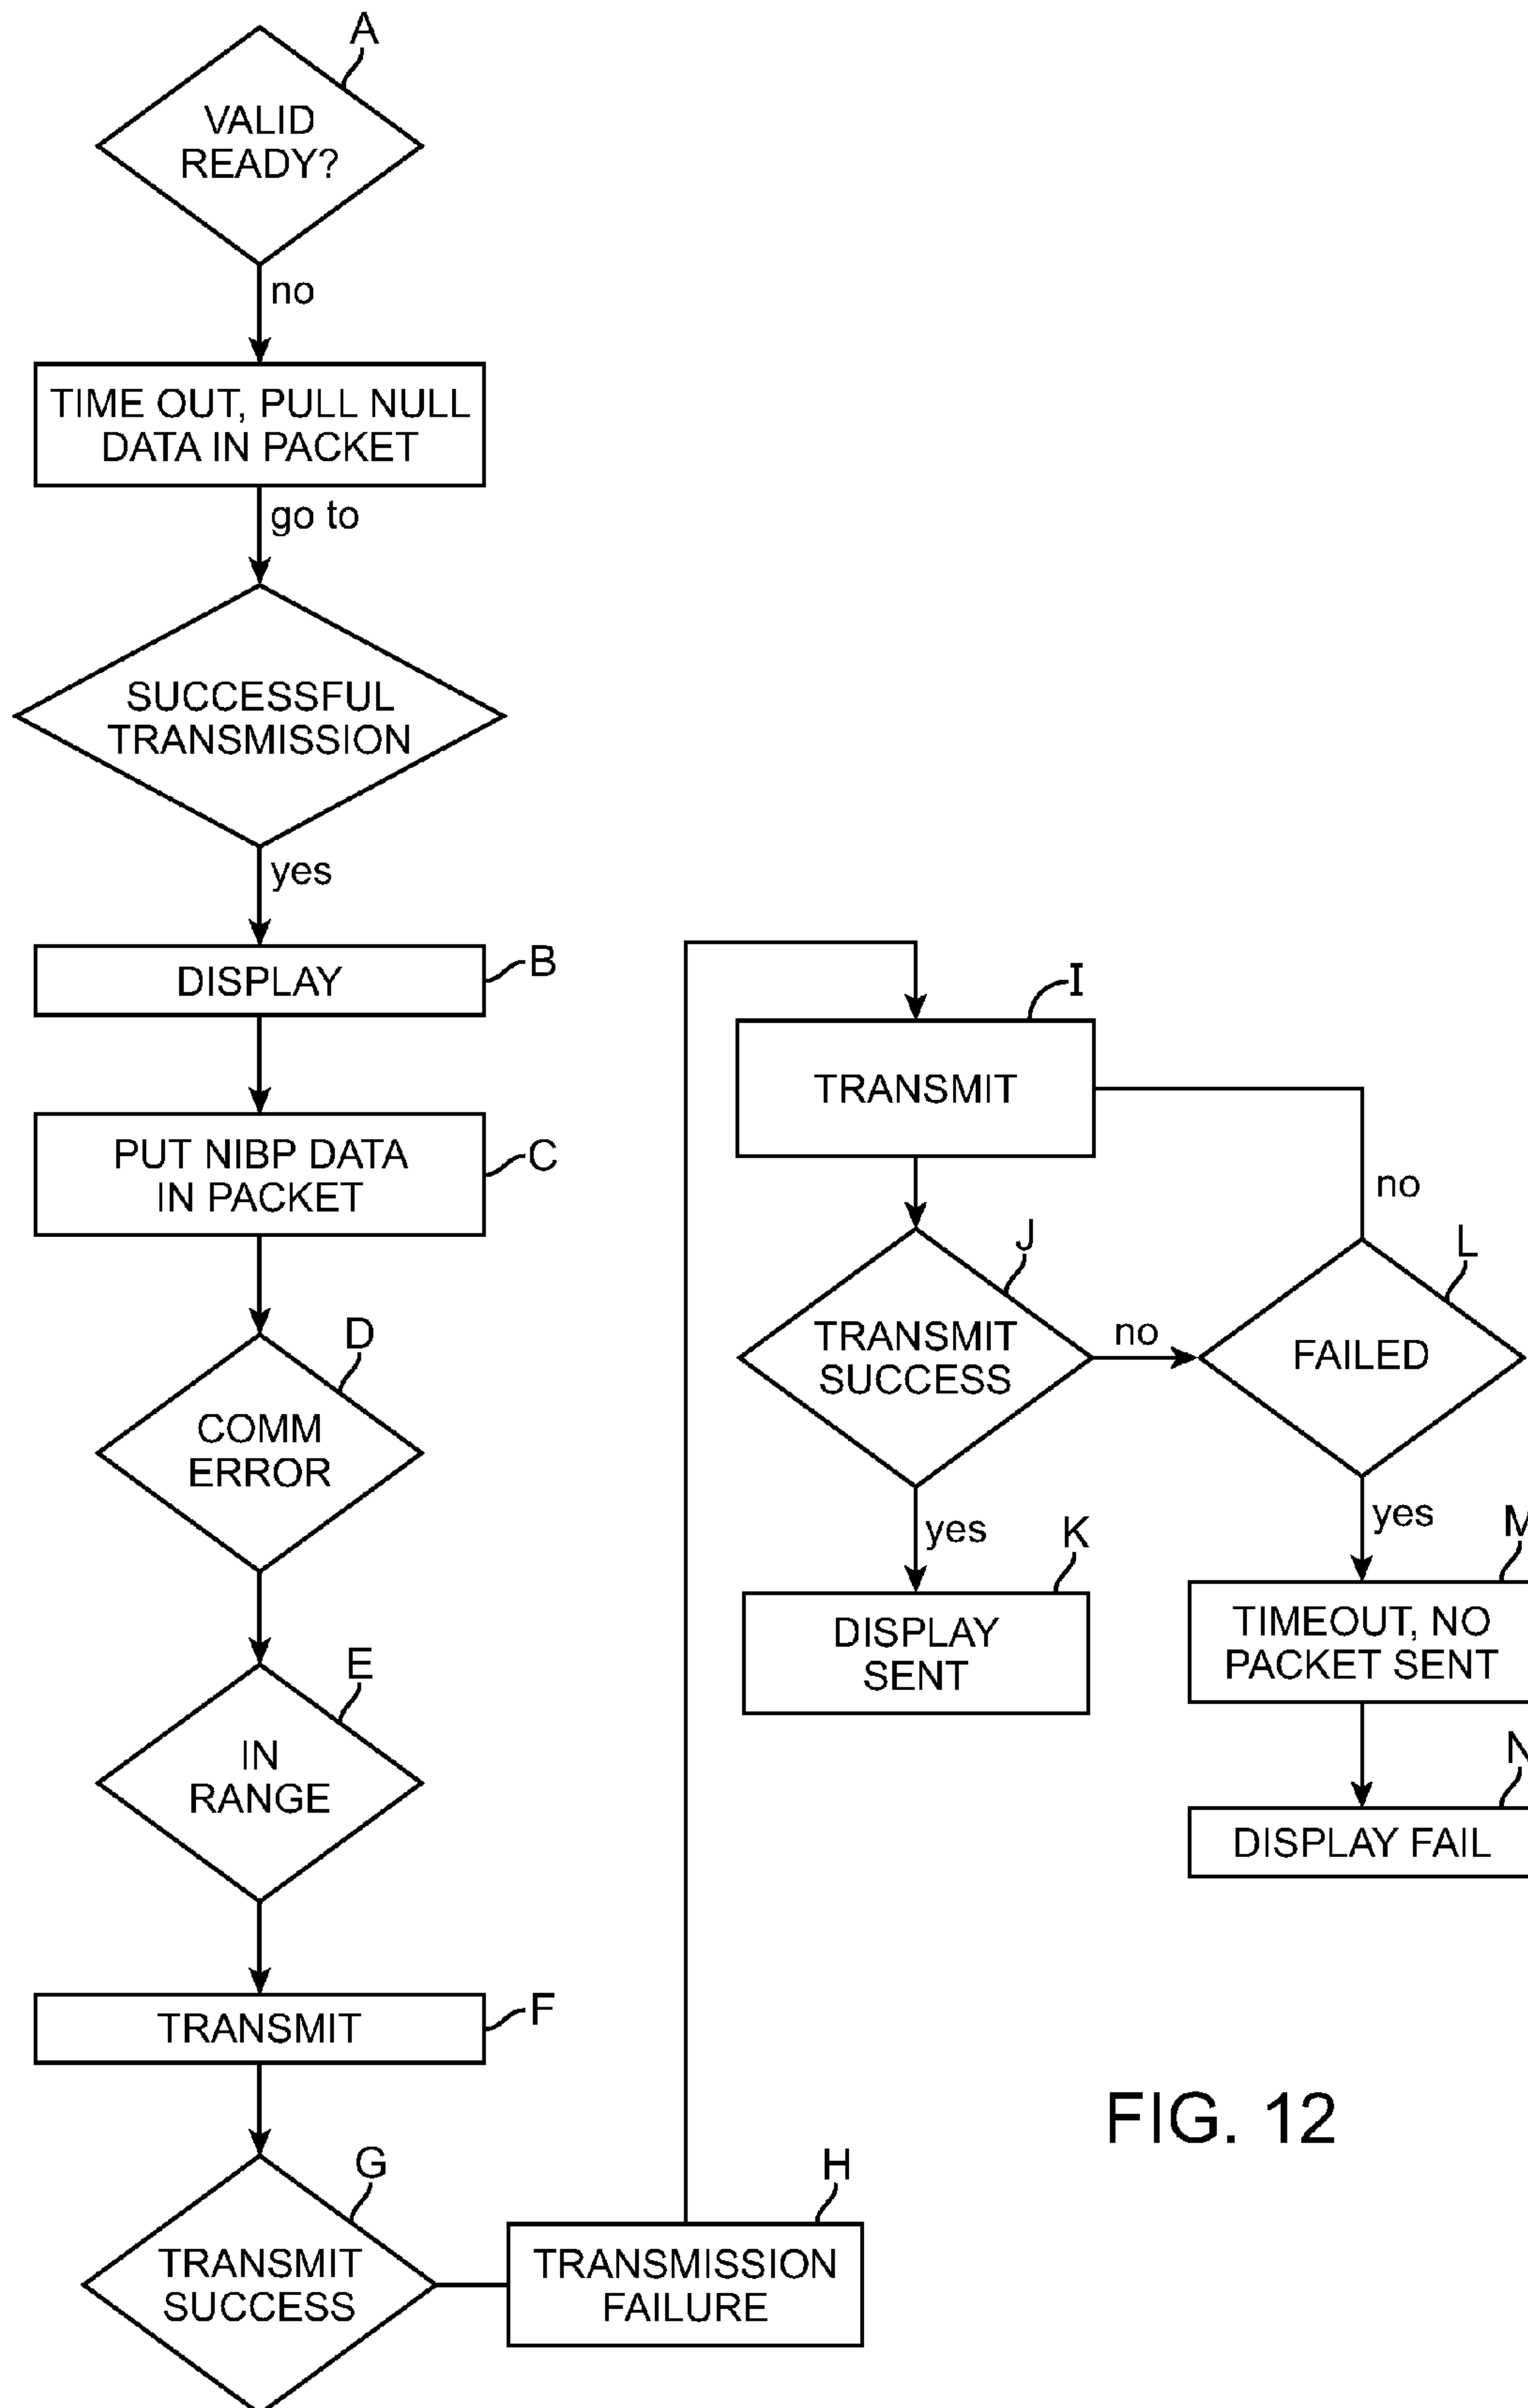 A
VALID
READY?
no
TIME OUT, PULL NULL
DATA IN PACKET
go to
SUCCESSFUL
TRANSMISSION
yes
DISPLAY
B
PUT NIBP DATA
IN PACKET
C
D
COMM
ERROR
E
IN
RANGE
TRANSMIT
F
G
TRANSMIT
SUCCESS
H
TRANSMISSION
FAILURE
I
TRANSMIT
J
TRANSMIT
SUCCESS
no
yes
K
DISPLAY
SENT
no
L
FAILED
yes
M
TIMEOUT, NO
PACKET SENT
N
DISPLAY FAIL
FIG. 12